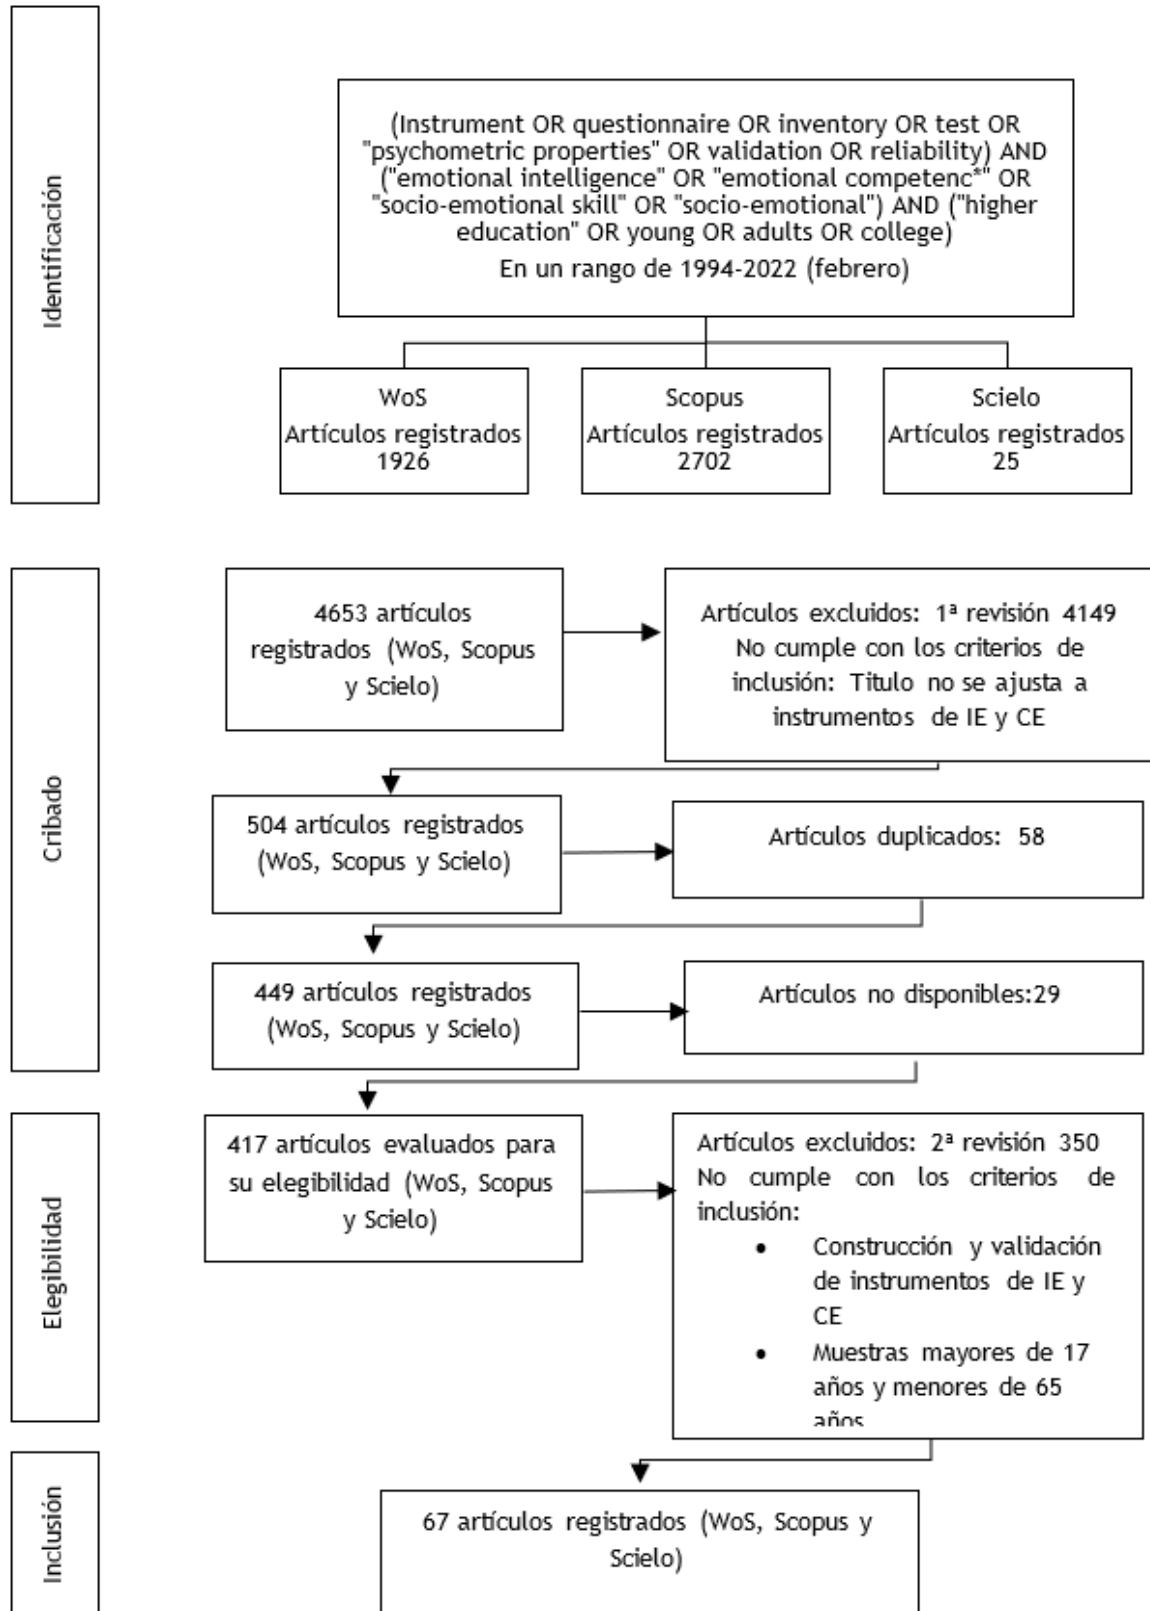 Identificación
(Instrument OR questionnaire OR inventory OR test OR
"psychometric properties" OR validation OR reliability) AND
("emotional intelligence" OR "emotional competenc*" OR
"socio-emotional skill" OR "socio-emotional") AND ("higher
education" OR young OR adults OR college)
En un rango de 1994-2022 (febrero)
WoS
Artículos registrados
1926
Scopus
Artículos registrados
2702
Scielo
Artículos registrados
25
Cribado
4653 artículos
registrados (WoS, Scopus
y Scielo)
Artículos excluidos: 1ª revisión 4149
No cumple con los criterios de
inclusión: Titulo no se ajusta a
instrumentos de IE y CE
504 artículos registrados
(WoS, Scopus y Scielo)
Artículos duplicados: 58
449 artículos registrados
(WoS, Scopus y Scielo)
Artículos no disponibles:29
Elegibilidad
417 artículos evaluados para
su elegibilidad (WoS, Scopus
y Scielo)
Artículos excluidos: 2ª revisión 350
No cumple con los criterios de
inclusión:
• Construcción y validación
de instrumentos de IE y
CE
• Muestras mayores de 17
años y menores de 65
años
Inclusión
67 artículos registrados (WoS, Scopus y
Scielo)